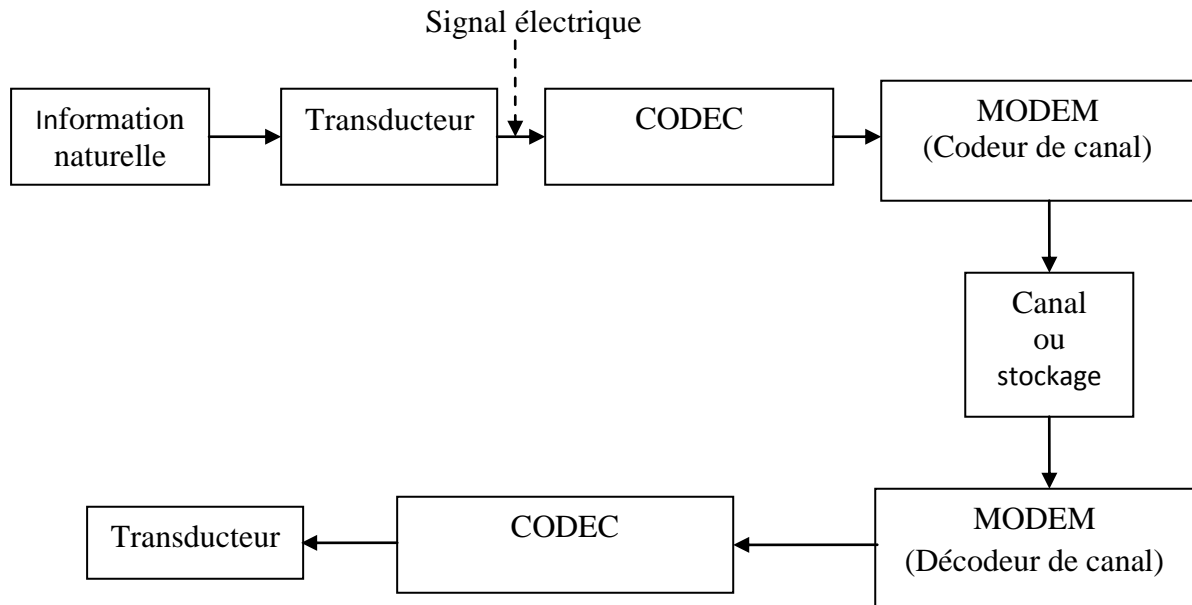 Signal électrique
Information
naturelle
Transducteur
CODEC
MODEM
(Codeur de canal)
Canal
ou
stockage
MODEM
(Décodeur de canal)
CODEC
Transducteur